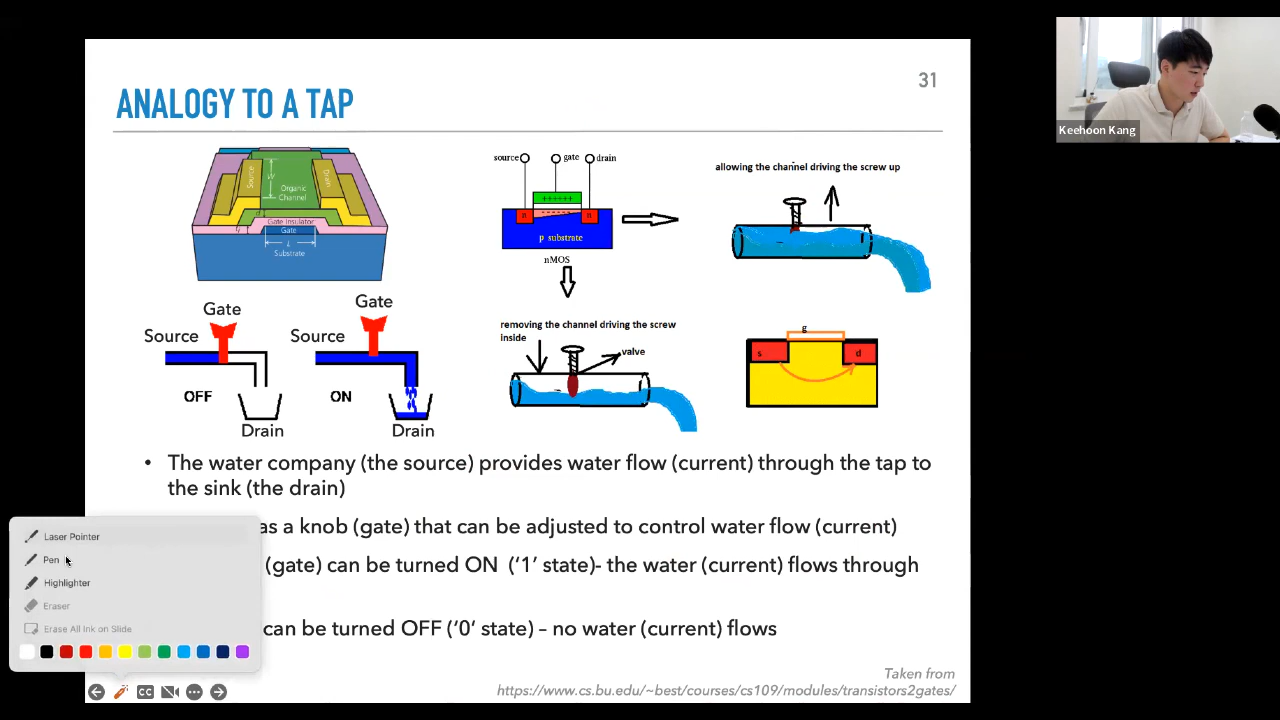 31
Keehoon Kang
ANALOGY TO A TAP
Source
W
Drain
Organic
Channel
Gate Insulator
Gate
L
Substrate
source
gate
drain
++++++
n
n
p substrate
nMOS
allowing the channel driving the screw up
Gate
Source
OFF
Drain
Gate
Source
ON
Drain
removing the channel driving the screw
inside
valve
g
s
d
• The water company (the source) provides water flow (current) through the tap to
the sink (the drain)
as a knob (gate) that can be adjusted to control water flow (current)
(gate) can be turned ON ('1' state)- the water (current) flows through
can be turned OFF ('0' state) – no water (current) flows
Laser Pointer
Pen
Highlighter
Eraser
Erase All Ink on Slide
CC
Taken from
https://www.cs.bu.edu/~best/courses/cs109/modules/transistors2gates/